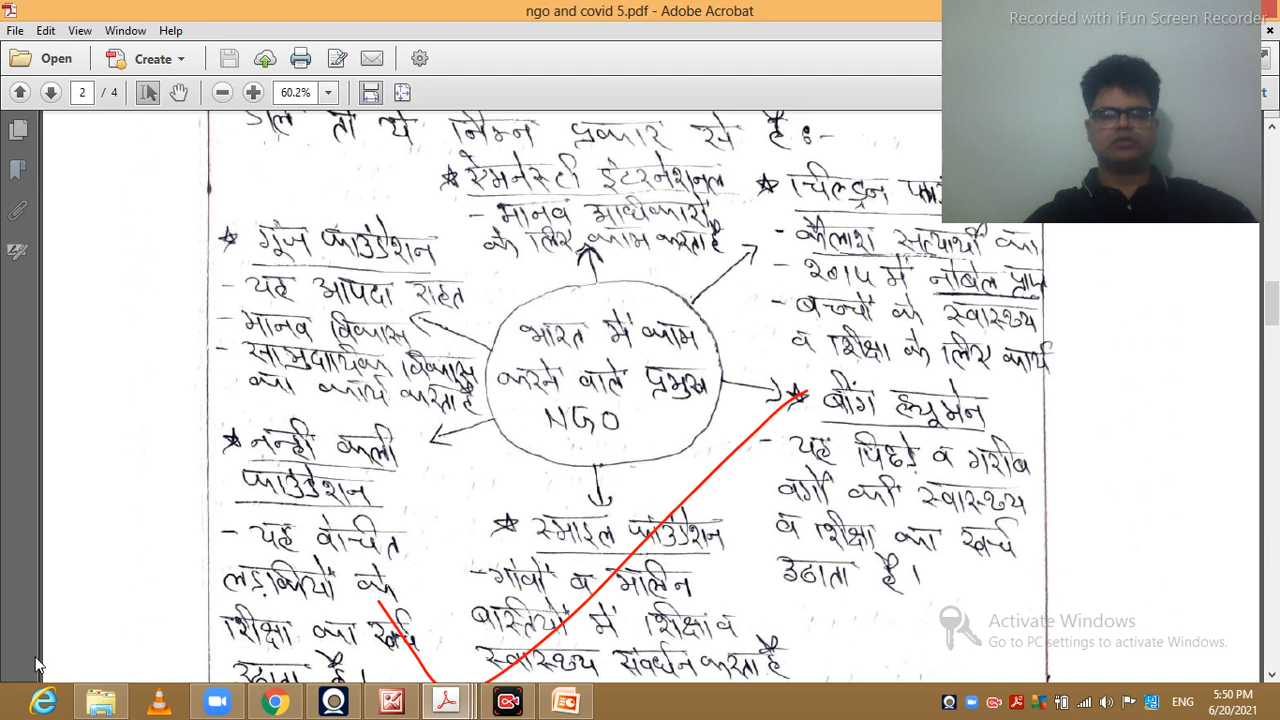 ngo and covid 5.pdf - Adobe Acrobat
Recorded with iFun Screen Recorder
File Edit View Window Help
Open Create
2 / 4 60.2%
तो ये निम्न प्रकार से है :-
★ ऐमनेस्टी इंटरनेशनल
- मानव अधिकारों
के लिए काम करता है
★ चिल्ड्रन
- कैलाश सत्यार्थी का
- २०१४ में नोबेल प्राप्त
- बच्चों के स्वास्थ्य
व शिक्षा के लिए कार्य
★ गूंज फाउंडेशन
- यह आपदा राहत
- मानव विकास
- सामुदायिक विकास
का कार्य करता है
भारत में काम
करने वाले प्रमुख
NGO
★ बींग ह्यूमेन
- यह पिछड़े व गरीब
वर्गों की स्वास्थ्य
व शिक्षा का खर्च
उठाता है।
★ नन्ही कली
फाउंडेशन
- यह वंचित
लड़कियों के
शिक्षा का खर्च
उठाता है।
★ स्माइल फाउंडेशन
- गांवों व मलिन
बास्तियों में शिक्षा व
स्वास्थ्य संवर्धन करता है
Activate Windows
Go to PC settings to activate Windows.
ENG
5:50 PM
6/20/2021